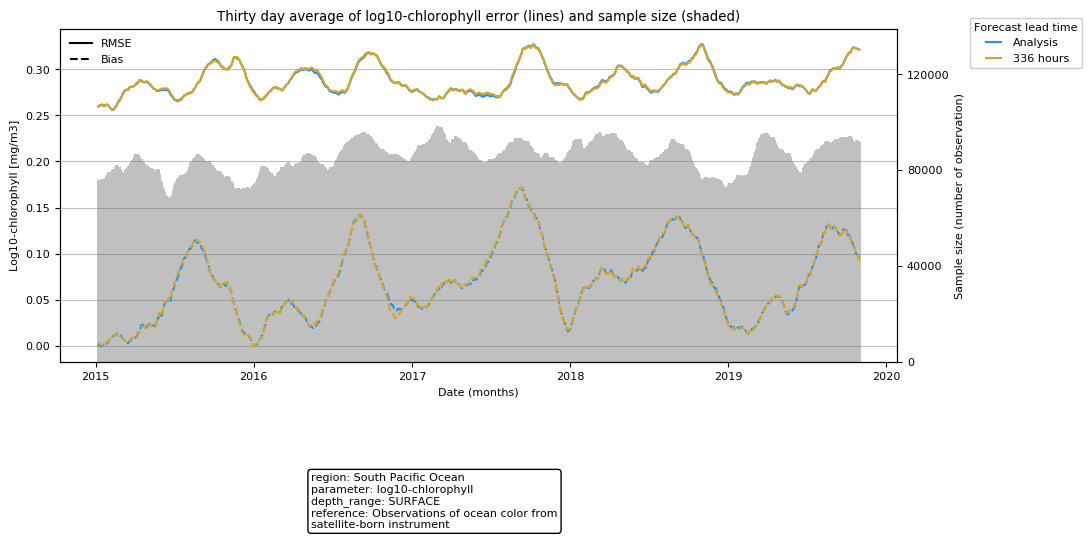 Thirty day average of log10-chlorophyll error (lines) and sample size (shaded)
RMSE
Bias
Forecast lead time
Analysis
336 hours
Log10-chlorophyll [mg/m3]
0.30
0.25
0.20
0.15
0.10
0.05
0.00
120000
80000
40000
0
Sample size (number of observation)
2015
2016
2017
2018
2019
2020
Date (months)
region: South Pacific Ocean
parameter: log10-chlorophyll
depth_range: SURFACE
reference: Observations of ocean color from
satellite-born instrument